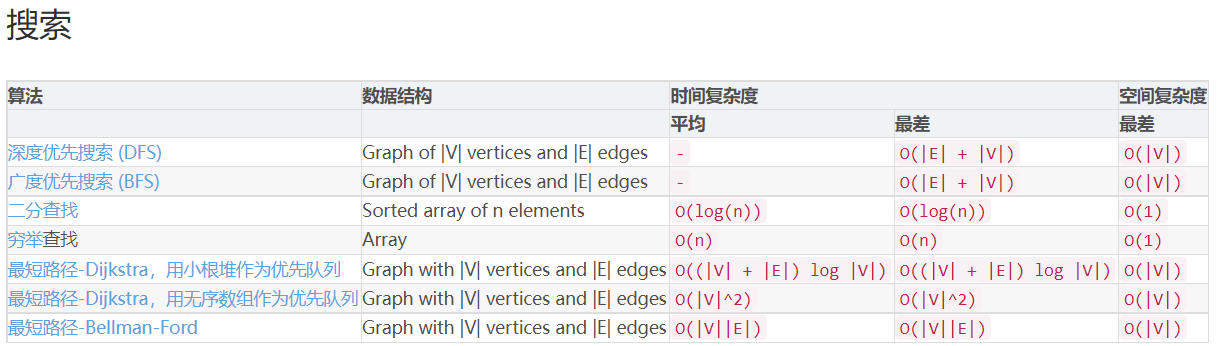 搜索
算法 数据结构 时间复杂度 空间复杂度
平均 最差 最差
深度优先搜索 (DFS) Graph of |V| vertices and |E| edges - O(|E| + |V|) O(|V|)
广度优先搜索 (BFS) Graph of |V| vertices and |E| edges - O(|E| + |V|) O(|V|)
二分查找 Sorted array of n elements O(log(n)) O(log(n)) O(1)
穷举查找 Array O(n) O(n) O(1)
最短路径-Dijkstra，用小根堆作为优先队列 Graph with |V| vertices and |E| edges O((|V| + |E|) log |V|) O((|V| + |E|) log |V|) O(|V|)
最短路径-Dijkstra，用无序数组作为优先队列 Graph with |V| vertices and |E| edges O(|V|^2) O(|V|^2) O(|V|)
最短路径-Bellman-Ford Graph with |V| vertices and |E| edges O(|V||E|) O(|V||E|) O(|V|)